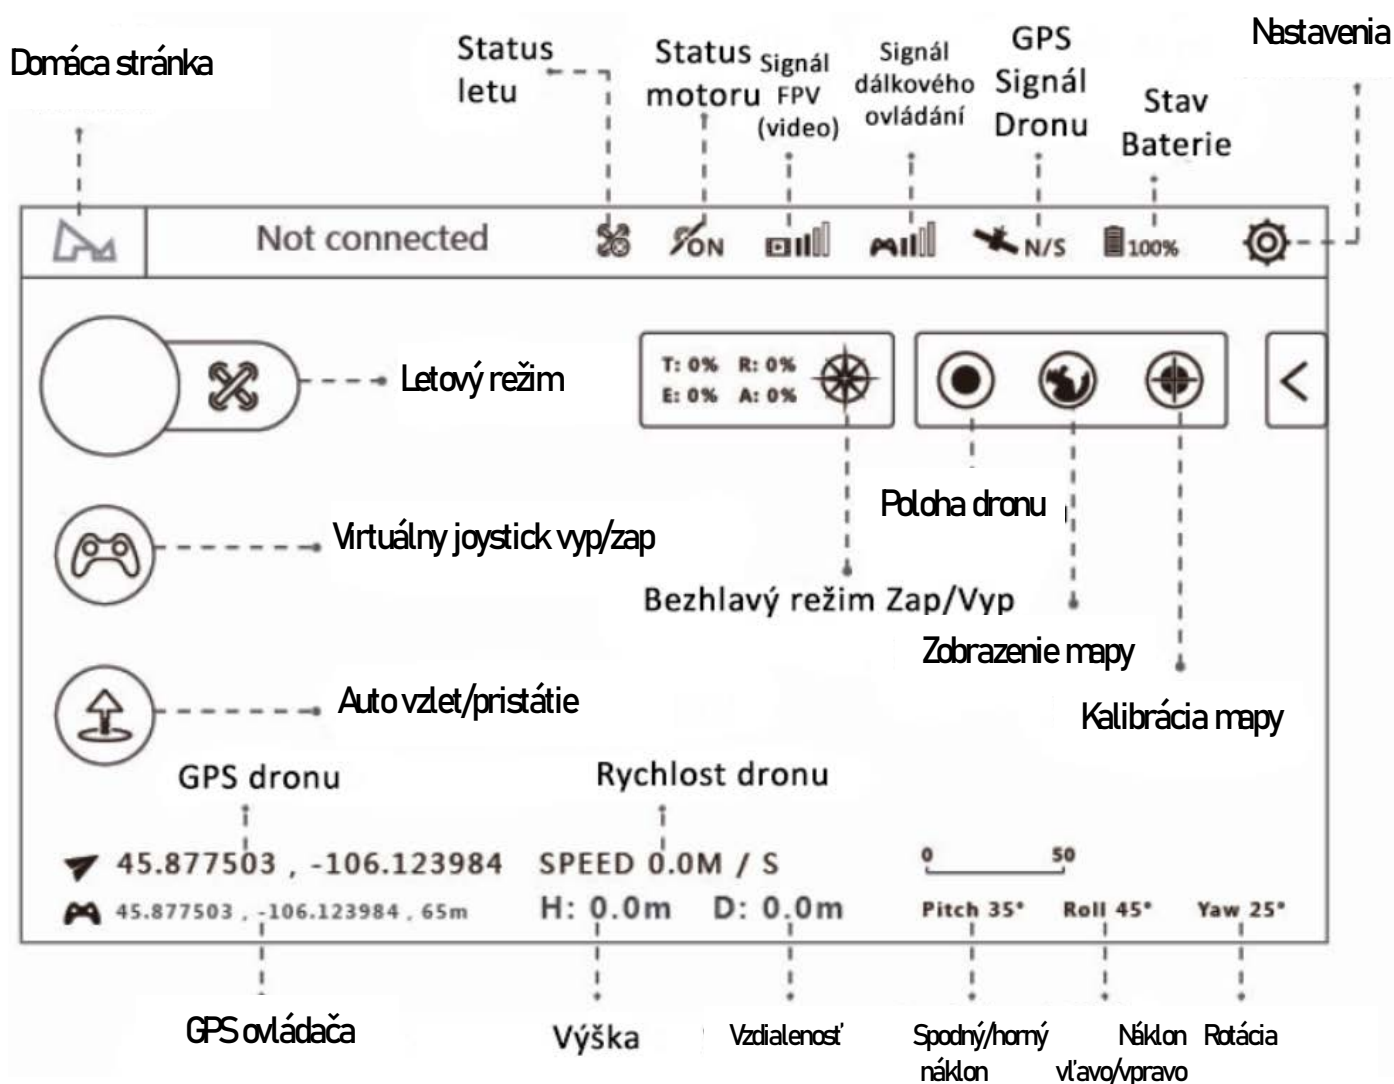 Domáca stránka
Status
letu
Status
motoru
Signál
FPV
(video)
Signál
dálkového
ovládání
GPS
Signál
Dronu
Stav
Baterie
Nastavenia
Not connected
ON
N/S
100%
Letový režim
T: 0% R: 0%
E: 0% A: 0%
Poloha dronu
Virtuálny joystick vyp/zap
Bezhlavý režim Zap/Vyp
Zobrazenie mapy
Auto vzlet/pristátie
Kalibrácia mapy
GPS dronu
Rychlost dronu
45.877503 , -106.123984
SPEED 0.0M / S
0 50
45.877503 , -106.123984 , 65m
H: 0.0m D: 0.0m
Pitch 35° Roll 45° Yaw 25°
GPS ovládača
Výška
Vzdialenosť
Spodný/horný
náklon
Náklon
vľavo/vpravo
Rotácia